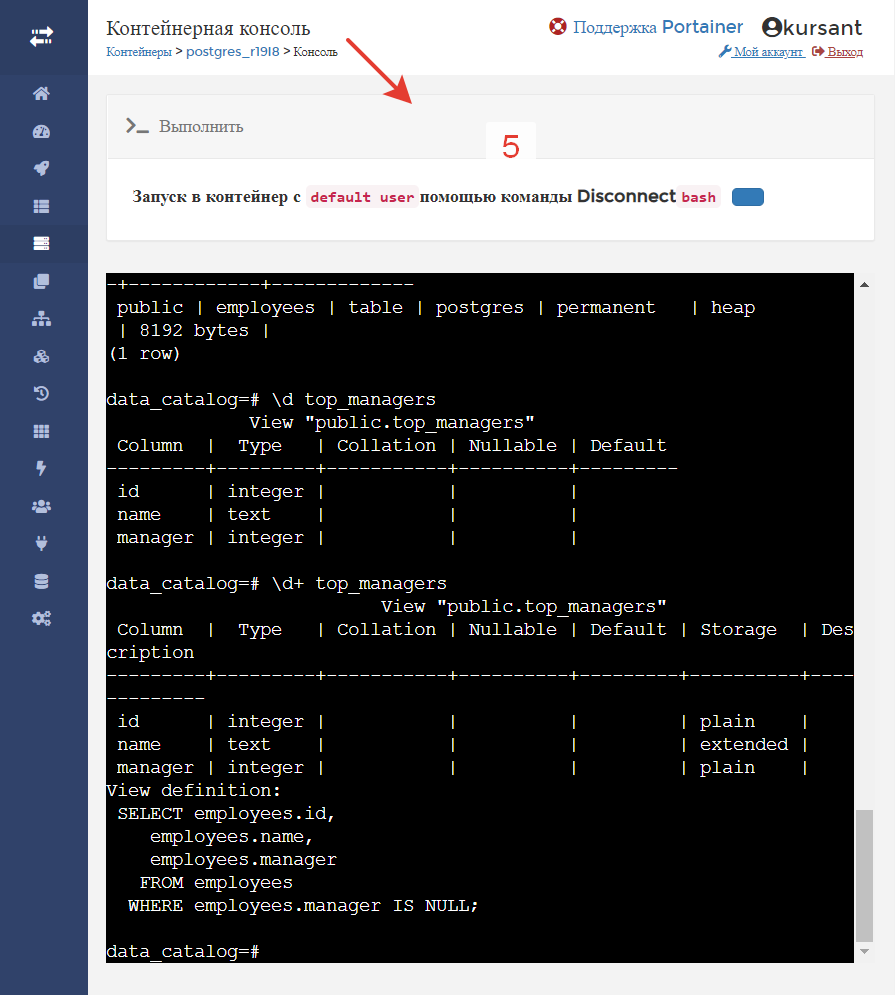 Контейнерная консоль
Поддержка Portainer
kursant
Контейнеры > postgres_r19l8 > Консоль
Мой аккаунт Выход
>_ Выполнить
5
Запуск в контейнер с default user помощью команды Disconnect bash
-+------------+-------------
public | employees | table | postgres | permanent | heap
| 8192 bytes |
(1 row)
data_catalog=# \d top_managers
View "public.top_managers"
Column | Type | Collation | Nullable | Default
---------+---------+-----------+----------+---------
id | integer | | |
name | text | | |
manager | integer | | |
data_catalog=# \d+ top_managers
View "public.top_managers"
Column | Type | Collation | Nullable | Default | Storage | Des
cription
---------+---------+-----------+----------+---------+----------+----
---------
id | integer | | | | plain |
name | text | | | | extended |
manager | integer | | | | plain |
View definition:
SELECT employees.id,
employees.name,
employees.manager
FROM employees
WHERE employees.manager IS NULL;
data_catalog=#